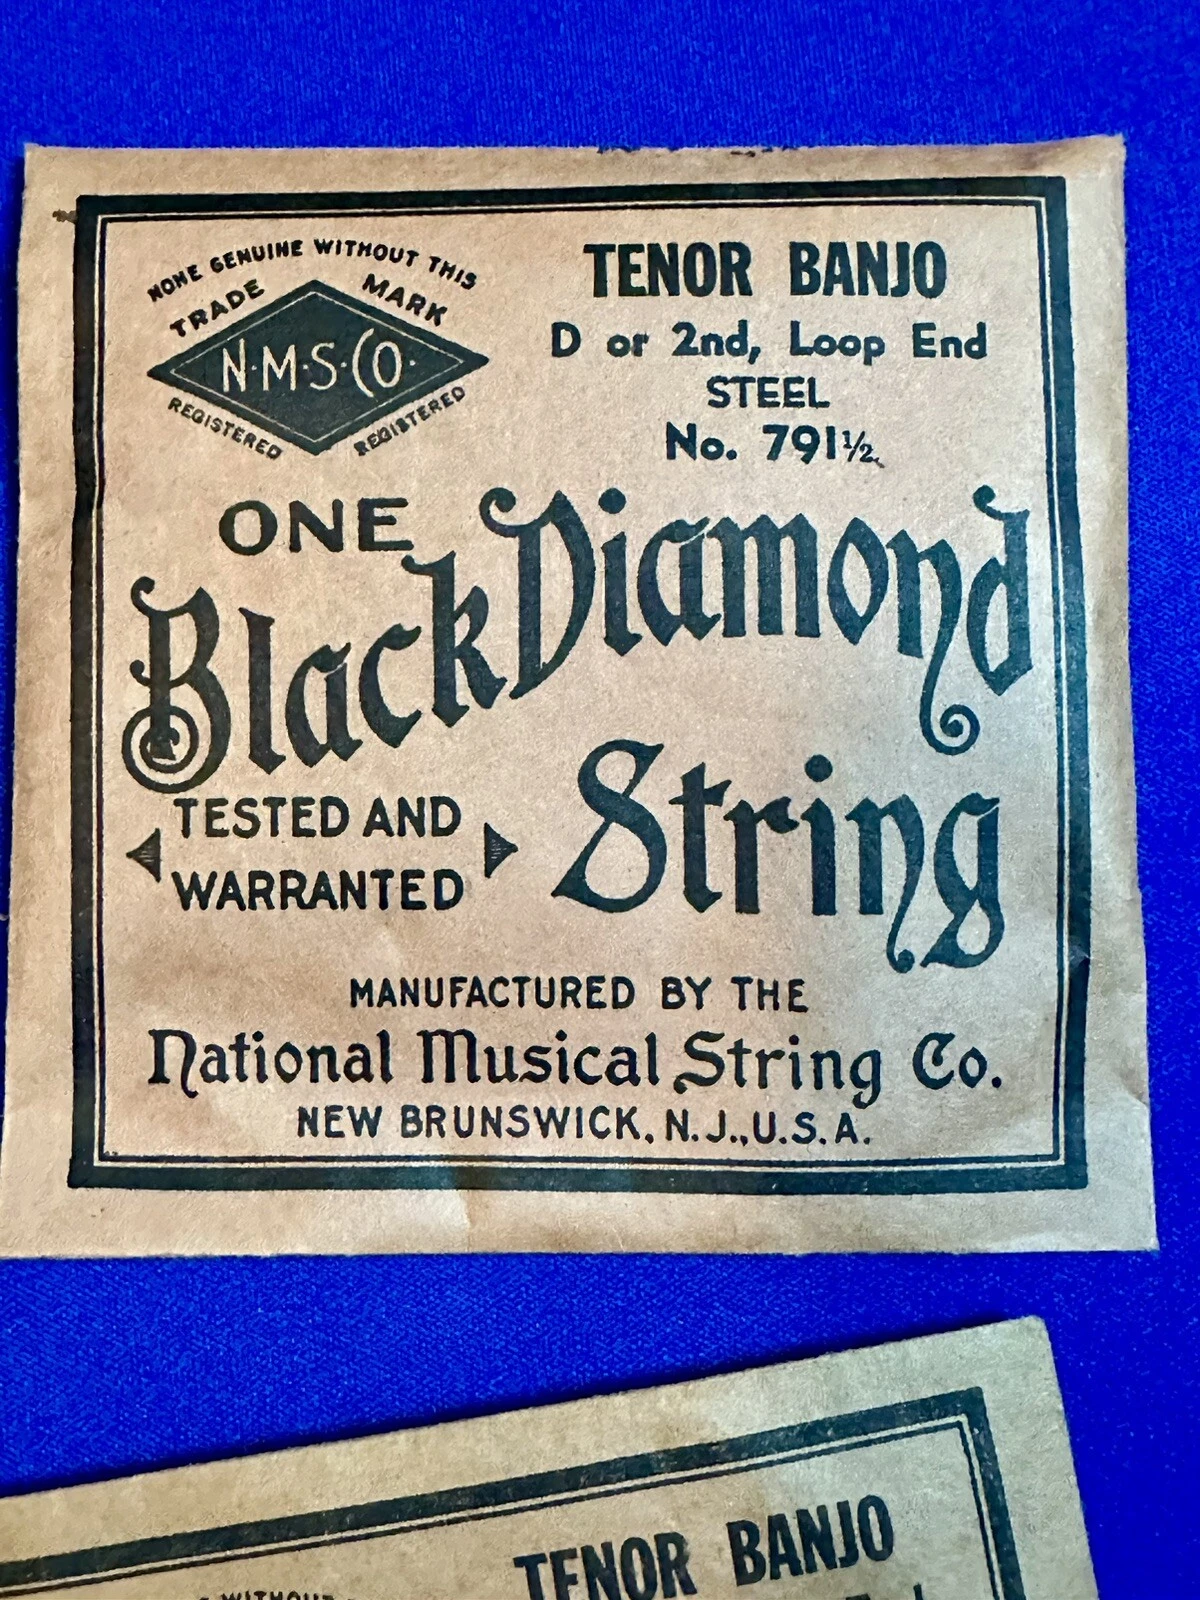 NONE GENUINE WITHOUT THIS
TRADE MARK
N·M·S·CO·
REGISTERED REGISTERED
TENOR BANJO
D or 2nd, Loop End
STEEL
No. 791½
ONE
Black Diamond
String
TESTED AND
WARRANTED
MANUFACTURED BY THE
National Musical String Co.
NEW BRUNSWICK, N.J., U.S.A.
TENOR BANJO
WITHOUT